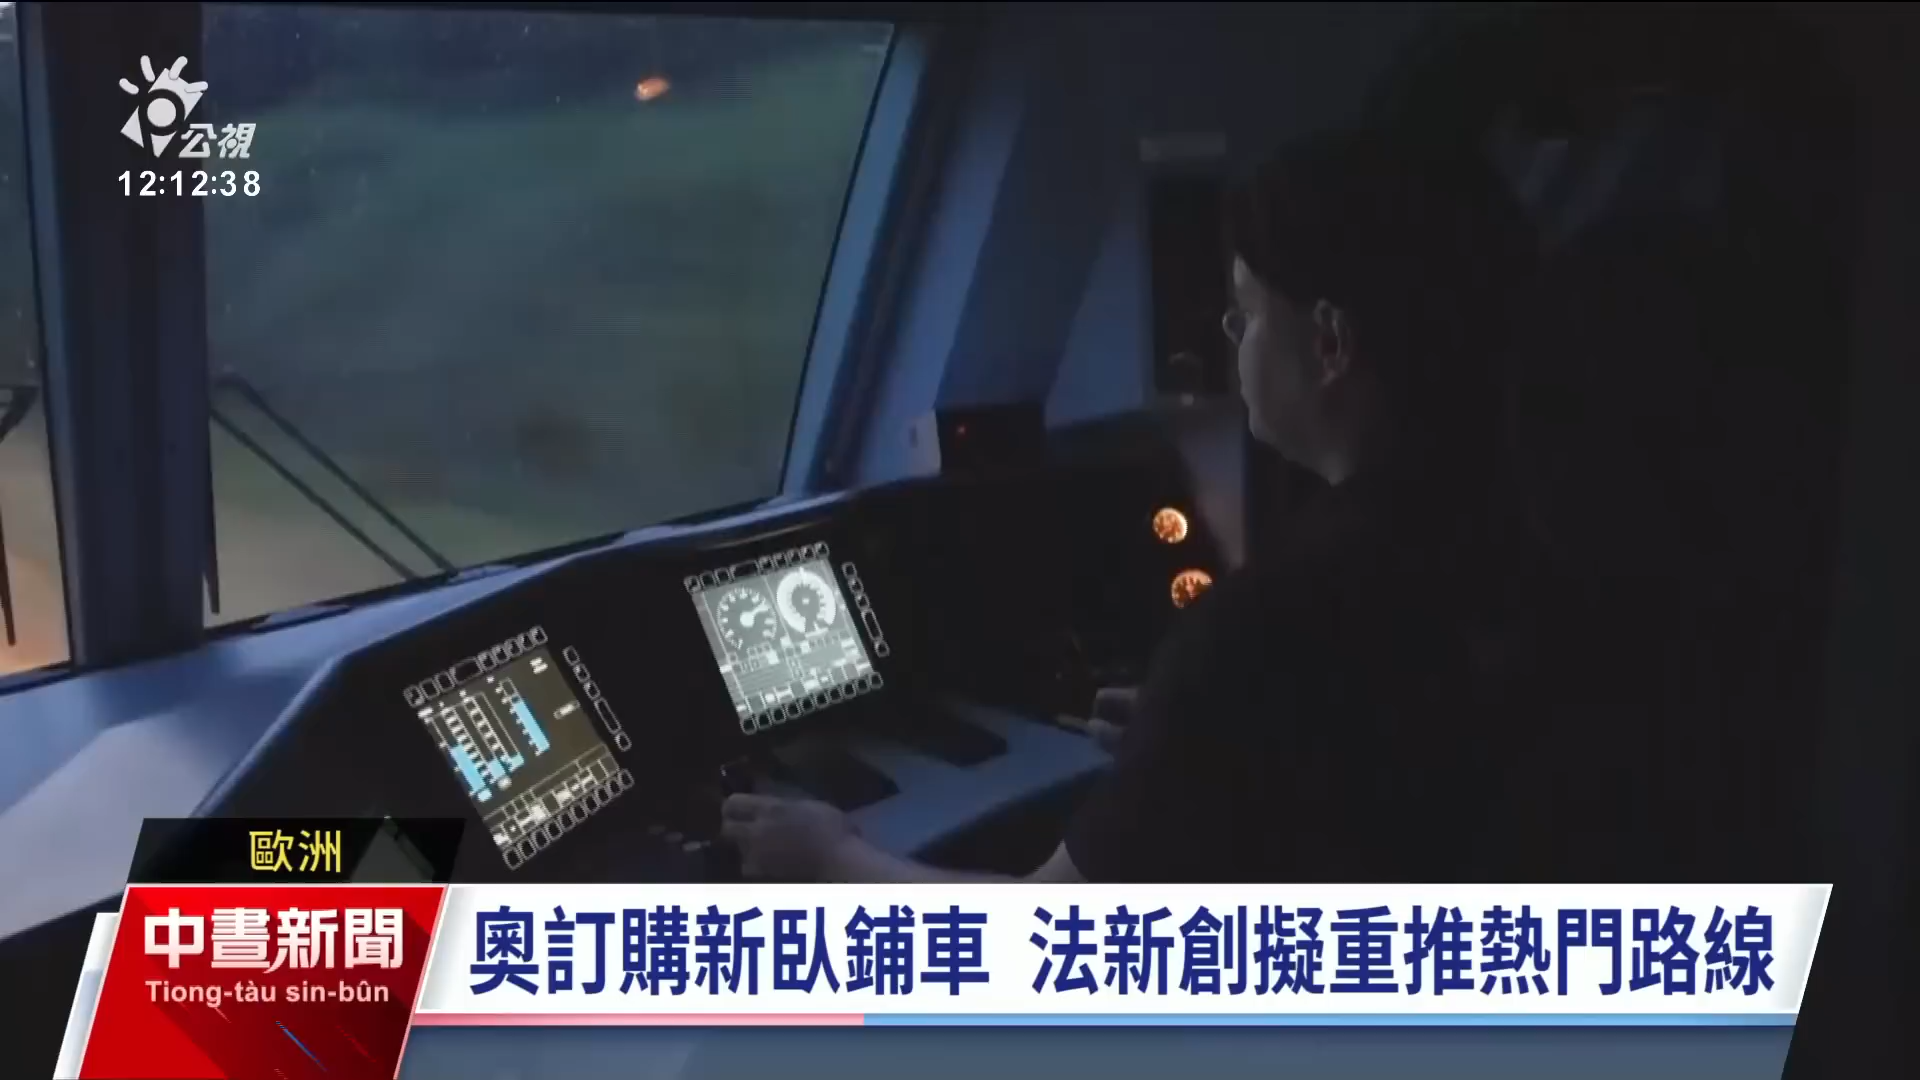 公視
12:12:38
歐洲
中晝新聞
Tiong-tàu sin-bûn
奧訂購新臥鋪車 法新創擬重推熱門路線